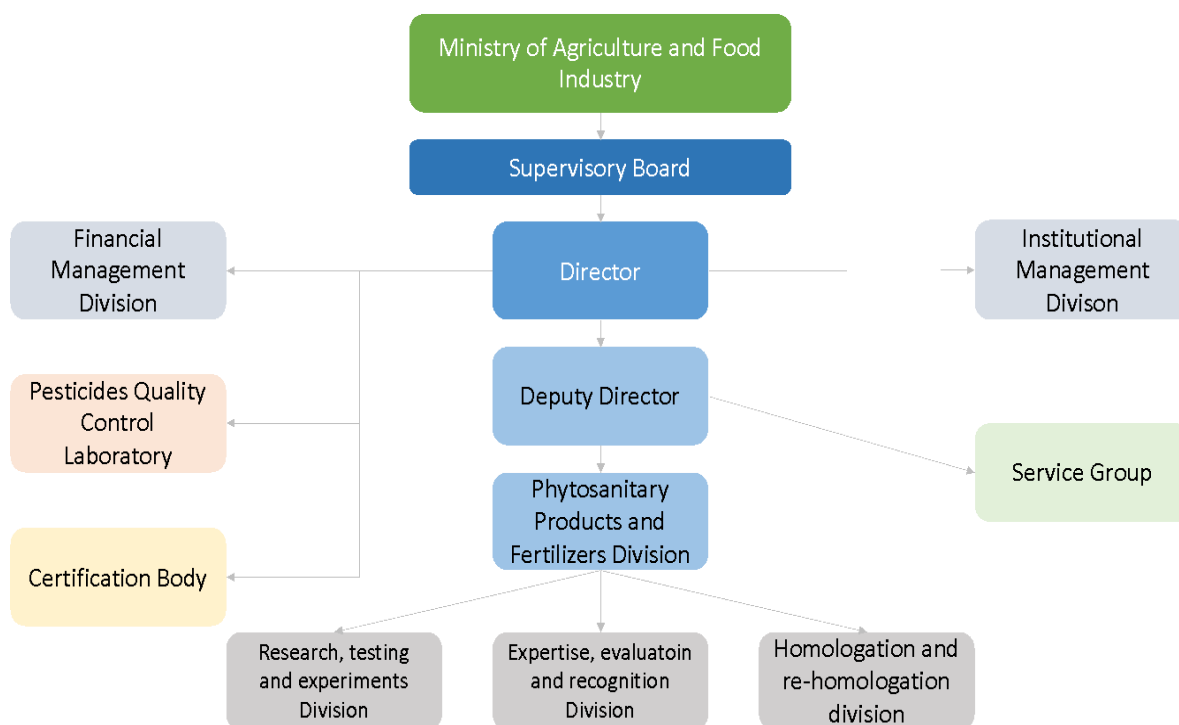 Ministry of Agriculture and Food
Industry
Supervisory Board
Financial
Management
Division
Director
Institutional
Management
Divison
Deputy Director
Pesticides Quality
Control
Laboratory
Service Group
Phytosanitary
Products and
Fertilizers Division
Certification Body
Research, testing
and experiments
Division
Expertise, evaluatoin
and recognition
Division
Homologation and
re-homologation
division